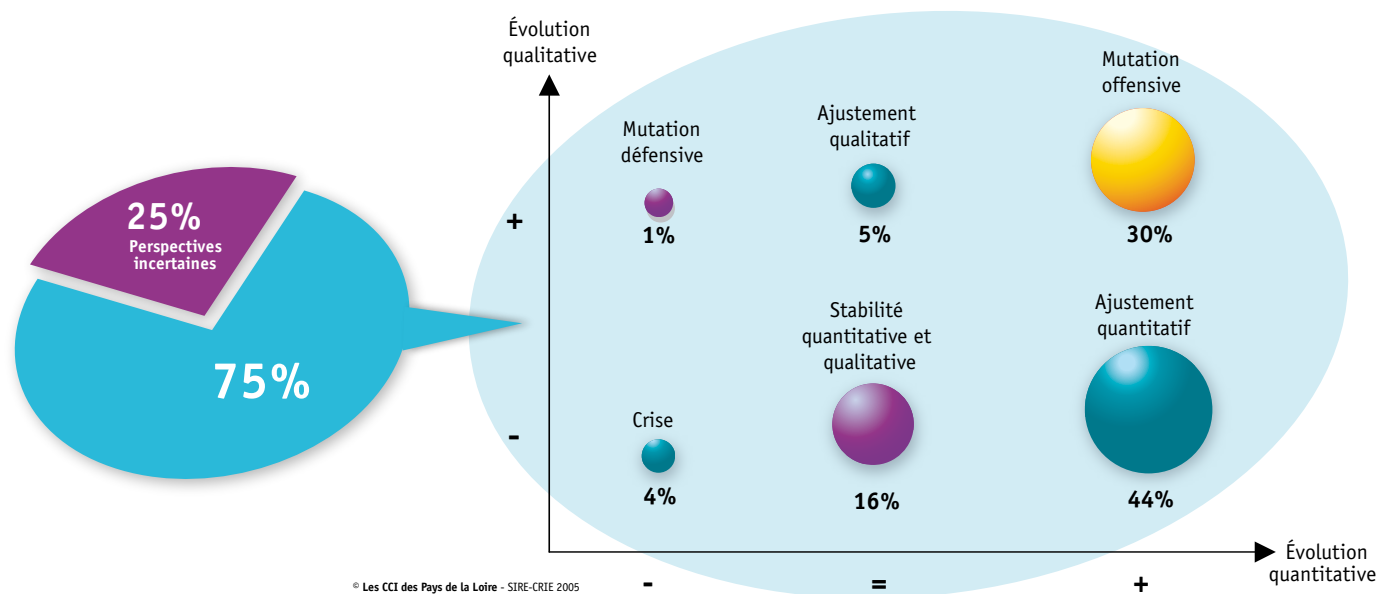 Évolution
qualitative
Mutation
offensive
Ajustement
qualitatif
Mutation
défensive
25%
Perspectives
incertaines
+
1%
5%
30%
Stabilité
quantitative et
qualitative
Ajustement
quantitatif
75%
Crise
-
4%
16%
44%
Évolution
quantitative
© Les CCI des Pays de la Loire - SIRE-CRIE 2005
-
=
+